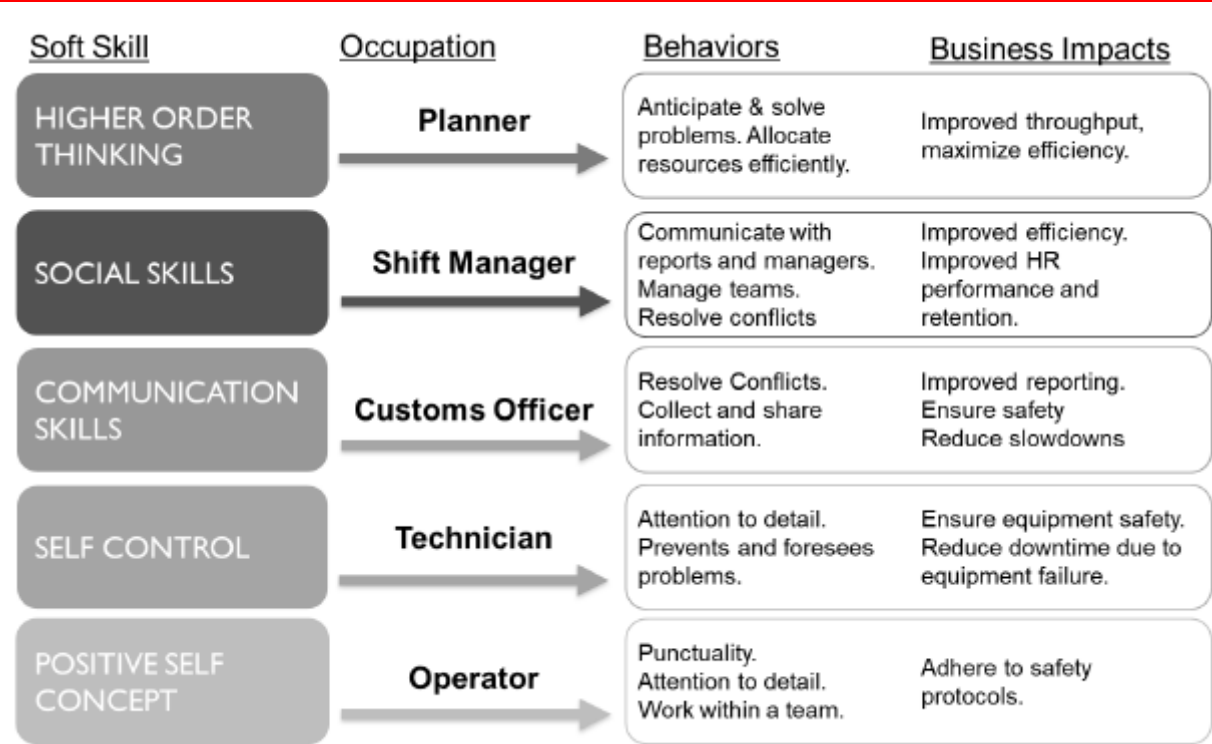 Soft Skill
Occupation
Behaviors
Business Impacts
HIGHER ORDER
THINKING
Planner
Anticipate & solve
problems. Allocate
resources efficiently.
Improved throughput,
maximize efficiency.
SOCIAL SKILLS
Shift Manager
Communicate with
reports and managers.
Manage teams.
Resolve conflicts
Improved efficiency.
Improved HR
performance and
retention.
COMMUNICATION
SKILLS
Customs Officer
Resolve Conflicts.
Collect and share
information.
Improved reporting.
Ensure safety
Reduce slowdowns
SELF CONTROL
Technician
Attention to detail.
Prevents and foresees
problems.
Ensure equipment safety.
Reduce downtime due to
equipment failure.
POSITIVE SELF
CONCEPT
Operator
Punctuality.
Attention to detail.
Work within a team.
Adhere to safety
protocols.